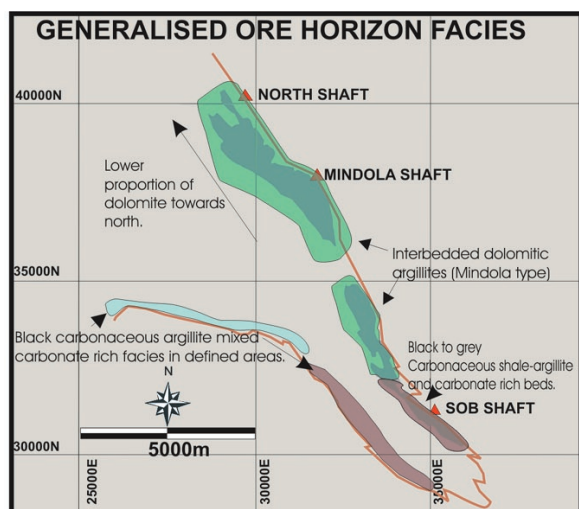 GENERALISED ORE HORIZON FACIES
40000N
NORTH SHAFT
MINDOLA SHAFT
Lower
proportion of
dolomite towards
north.
Interbedded dolomitic
argillites (Mindola type)
35000N
Black carbonaceous argillite mixed
carbonate rich facies in defined areas.
Black to grey
Carbonaceous shale-argillite
and carbonate rich beds.
N
SOB SHAFT
5000m
30000N
25000E
30000E
35000E